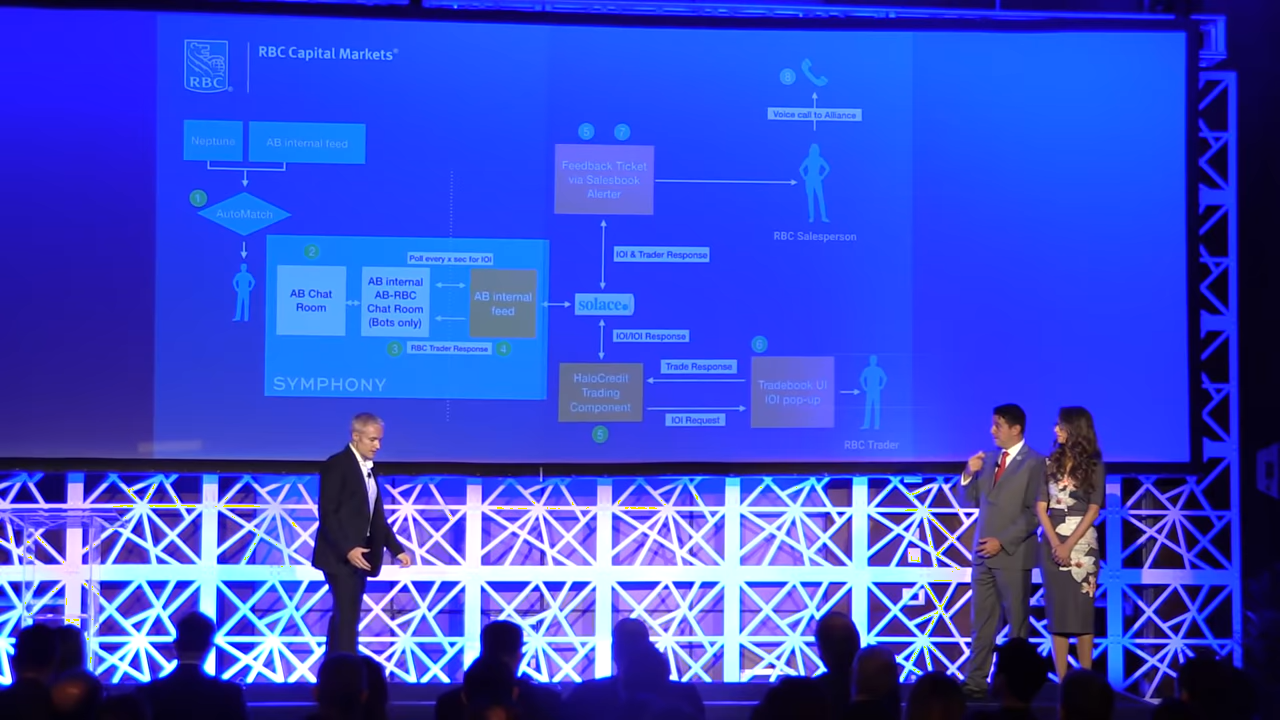 RBC Capital Markets®
RBC®
8
Voice call to Alliance
Neptune
AB internal feed
5
7
Feedback Ticket
via Salesbook
Alerter
1
AutoMatch
RBC Salesperson
2
Poll every x sec for IOI
IOI & Trader Response
AB Chat
Room
AB internal
AB-RBC
Chat Room
(Bots only)
AB internal
feed
solace.
3
RBC Trader Response
4
IOI/IOI Response
6
SYMPHONY
HaloCredit
Trading
Component
Trade Response
Tradebook UI
IOI pop-up
IOI Request
5
RBC Trader